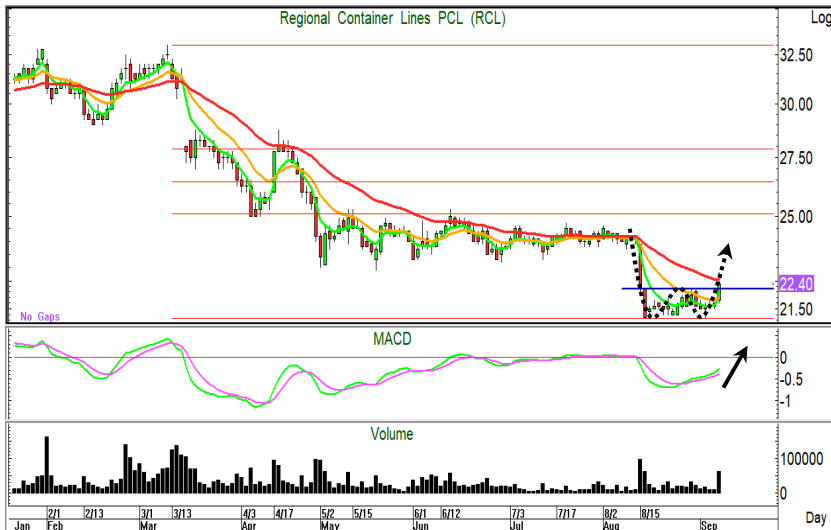 Regional Container Lines PCL (RCL)
Log
32.50
30.00
27.50
25.00
22.40
21.50
No Gaps
MACD
0
-0.5
-1
Volume
100000
0
2/1 2/13 3/1 3/13 4/3 4/17 5/2 5/15 6/1 6/12 7/3 7/17 8/2 8/15
Jan Feb Mar Apr May Jun Jul Aug Sep Day